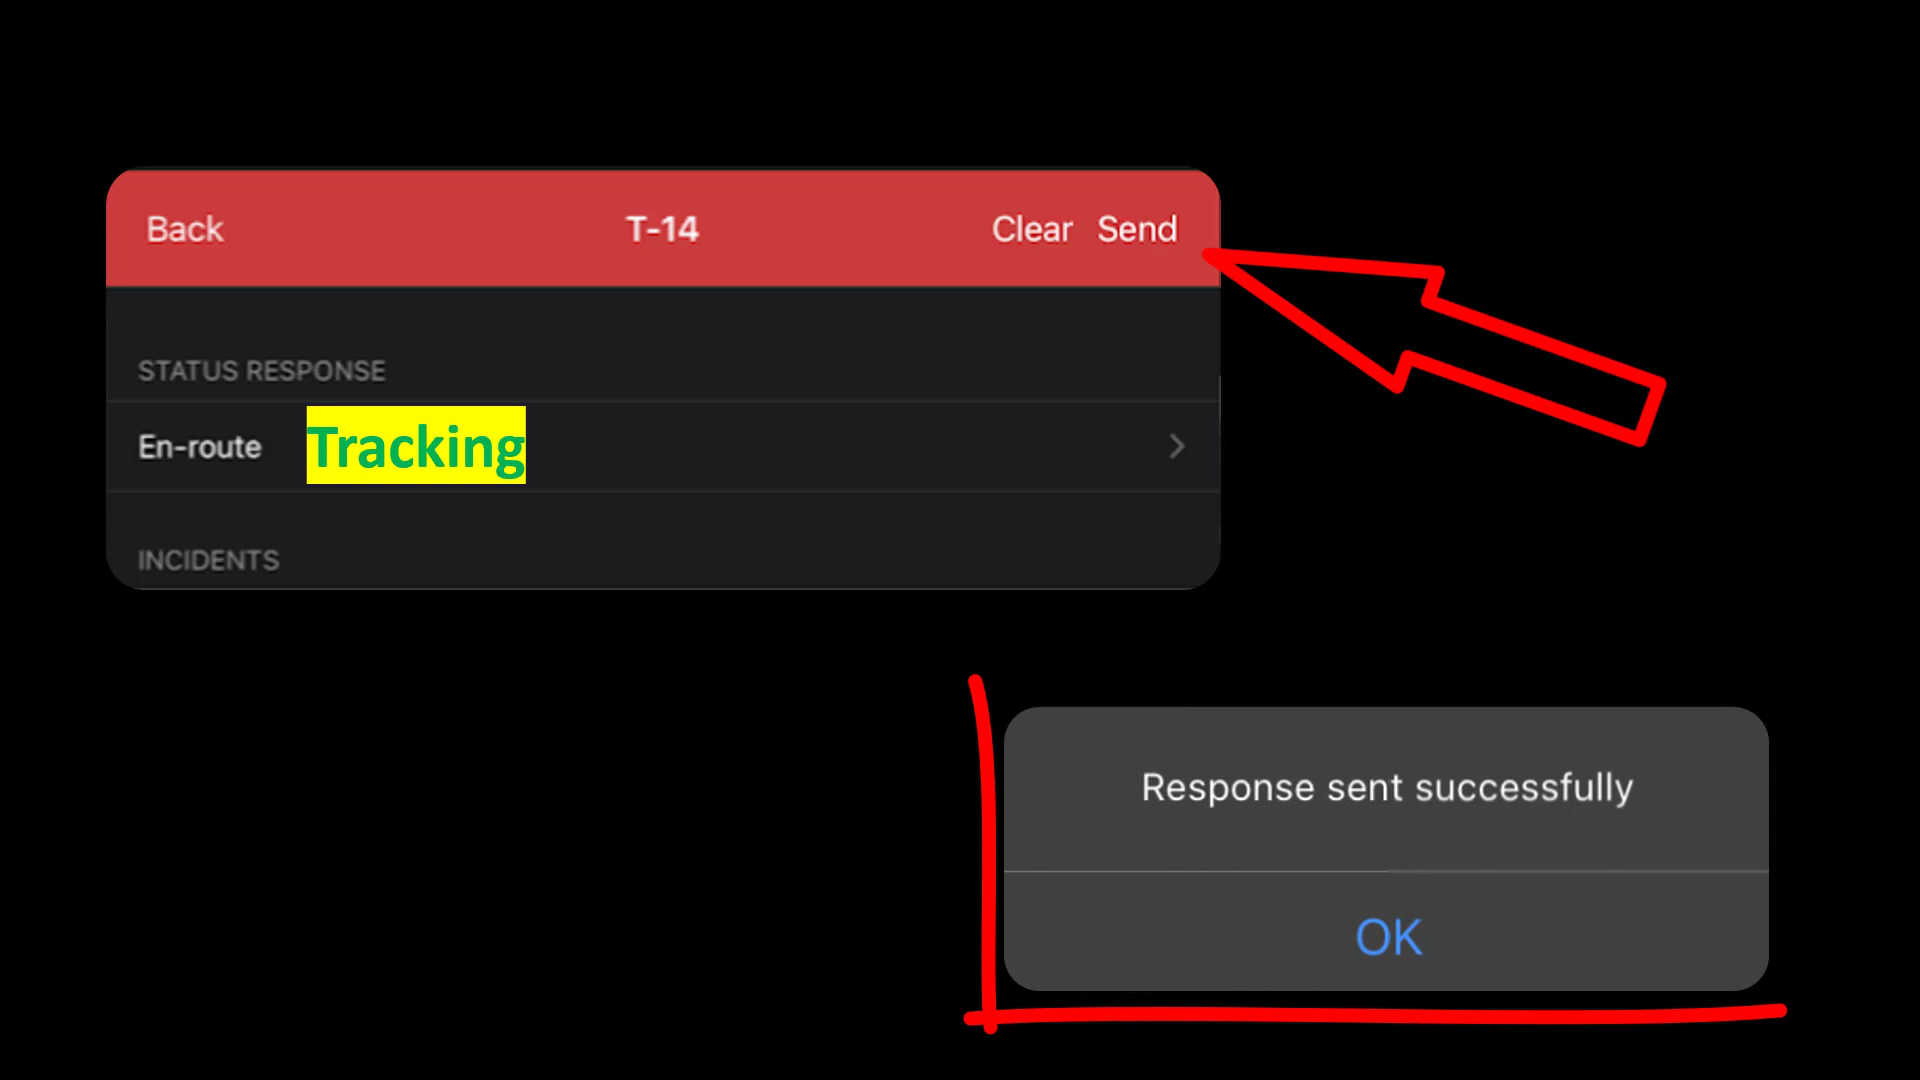 Back T-14 Clear Send
STATUS RESPONSE
En-route Tracking
INCIDENTS
Response sent successfully
OK